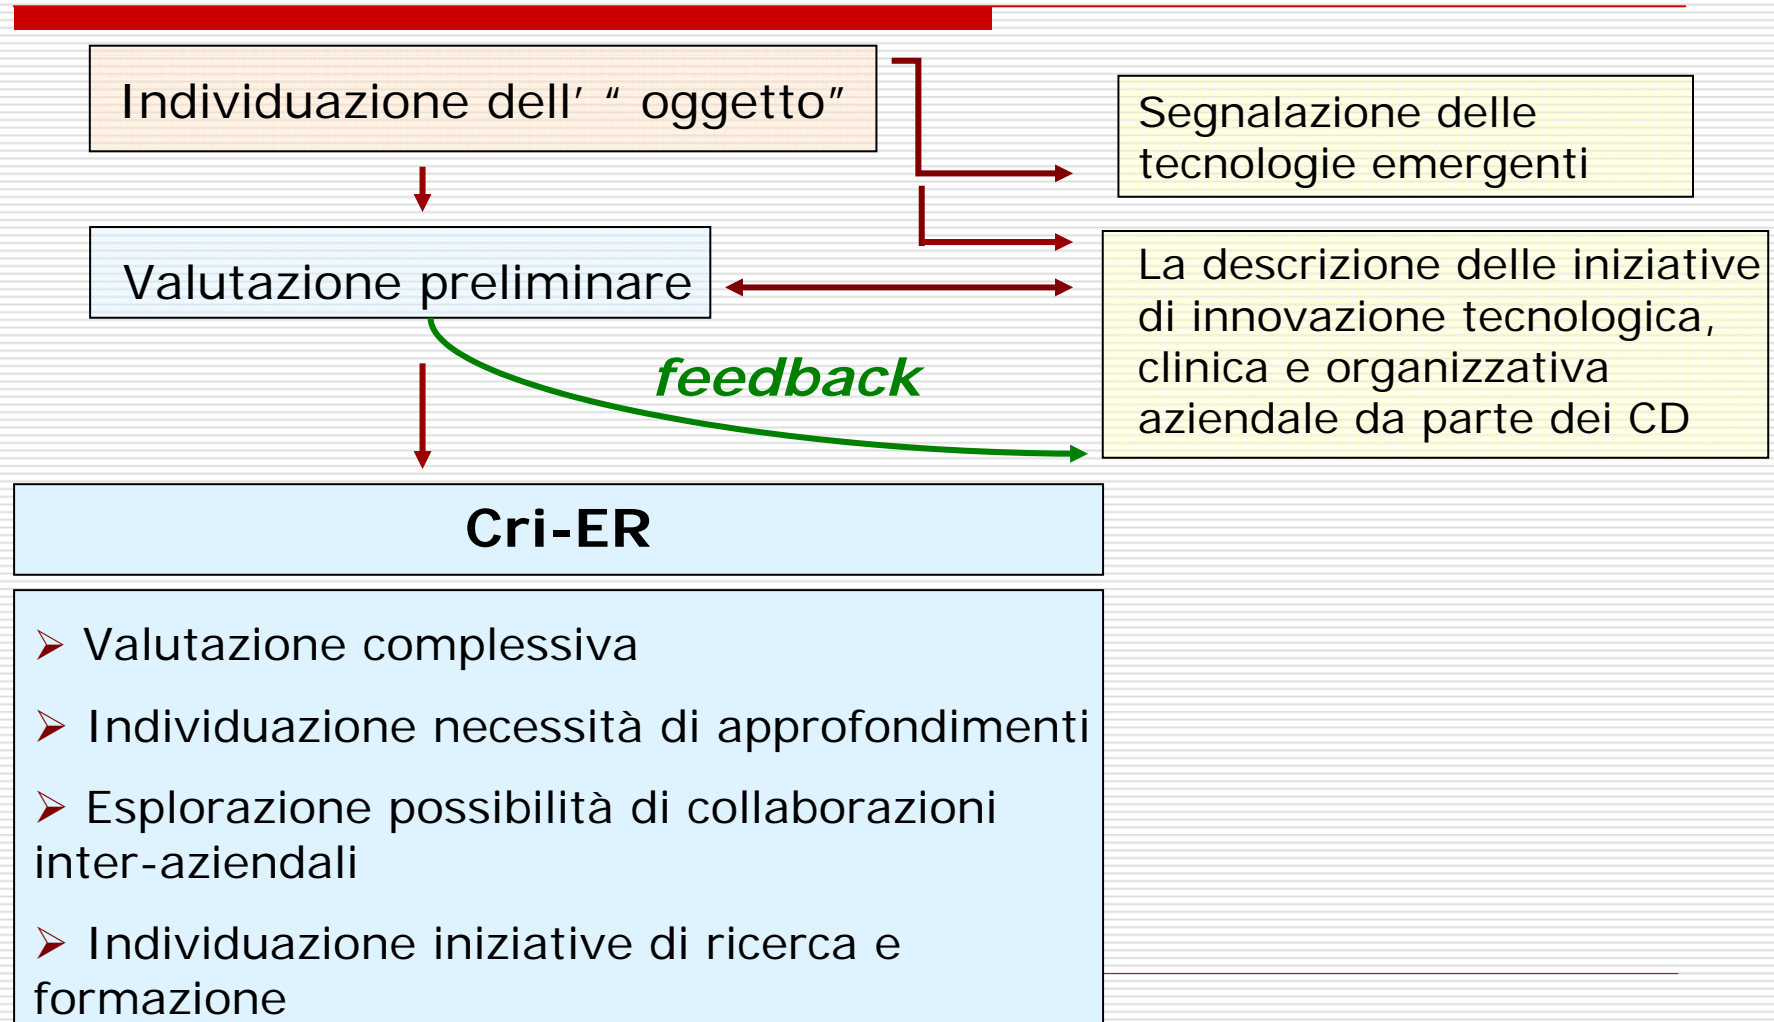 Individuazione dell' " oggetto"
Segnalazione delle
tecnologie emergenti
Valutazione preliminare
La descrizione delle iniziative
di innovazione tecnologica,
clinica e organizzativa
aziendale da parte dei CD
feedback
Cri-ER
➢ Valutazione complessiva
➢ Individuazione necessità di approfondimenti
➢ Esplorazione possibilità di collaborazioni
inter-aziendali
➢ Individuazione iniziative di ricerca e
formazione